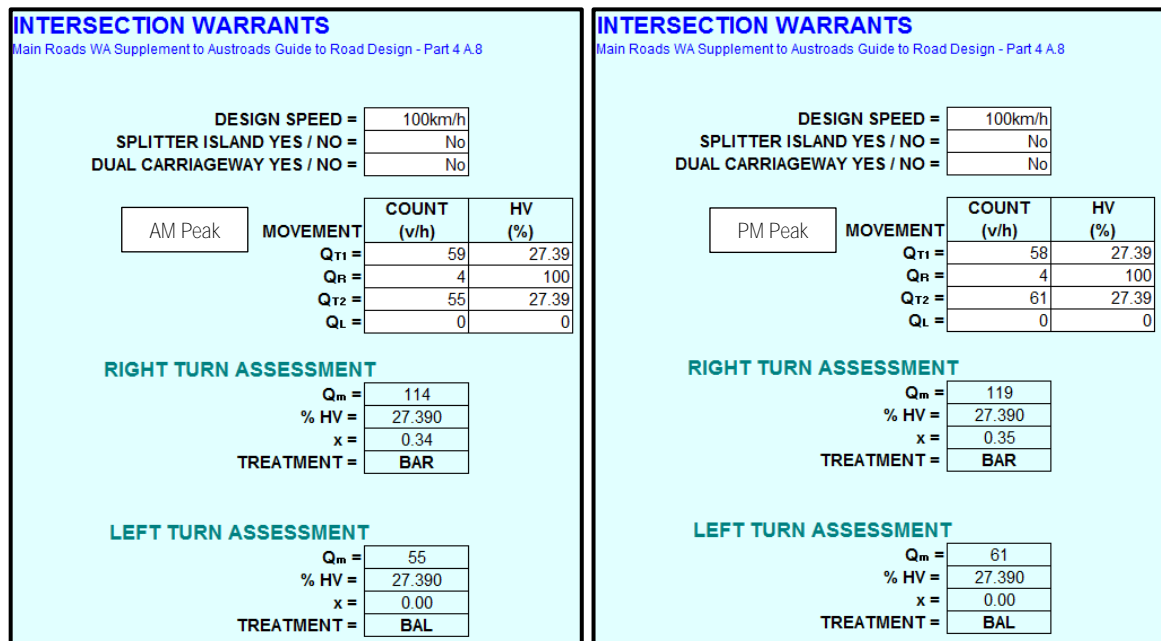 INTERSECTION WARRANTS
Main Roads WA Supplement to Austroads Guide to Road Design - Part 4 A.8
DESIGN SPEED = 100km/h
SPLITTER ISLAND YES / NO = No
DUAL CARRIAGEWAY YES / NO = No
AM Peak
MOVEMENT COUNT (v/h) HV (%)
QT1 = 59 27.39
QR = 4 100
QT2 = 55 27.39
QL = 0 0
RIGHT TURN ASSESSMENT
Qm = 114
% HV = 27.390
x = 0.34
TREATMENT = BAR
LEFT TURN ASSESSMENT
Qm = 55
% HV = 27.390
x = 0.00
TREATMENT = BAL
INTERSECTION WARRANTS
Main Roads WA Supplement to Austroads Guide to Road Design - Part 4 A.8
DESIGN SPEED = 100km/h
SPLITTER ISLAND YES / NO = No
DUAL CARRIAGEWAY YES / NO = No
PM Peak
MOVEMENT COUNT (v/h) HV (%)
QT1 = 58 27.39
QR = 4 100
QT2 = 61 27.39
QL = 0 0
RIGHT TURN ASSESSMENT
Qm = 119
% HV = 27.390
x = 0.35
TREATMENT = BAR
LEFT TURN ASSESSMENT
Qm = 61
% HV = 27.390
x = 0.00
TREATMENT = BAL